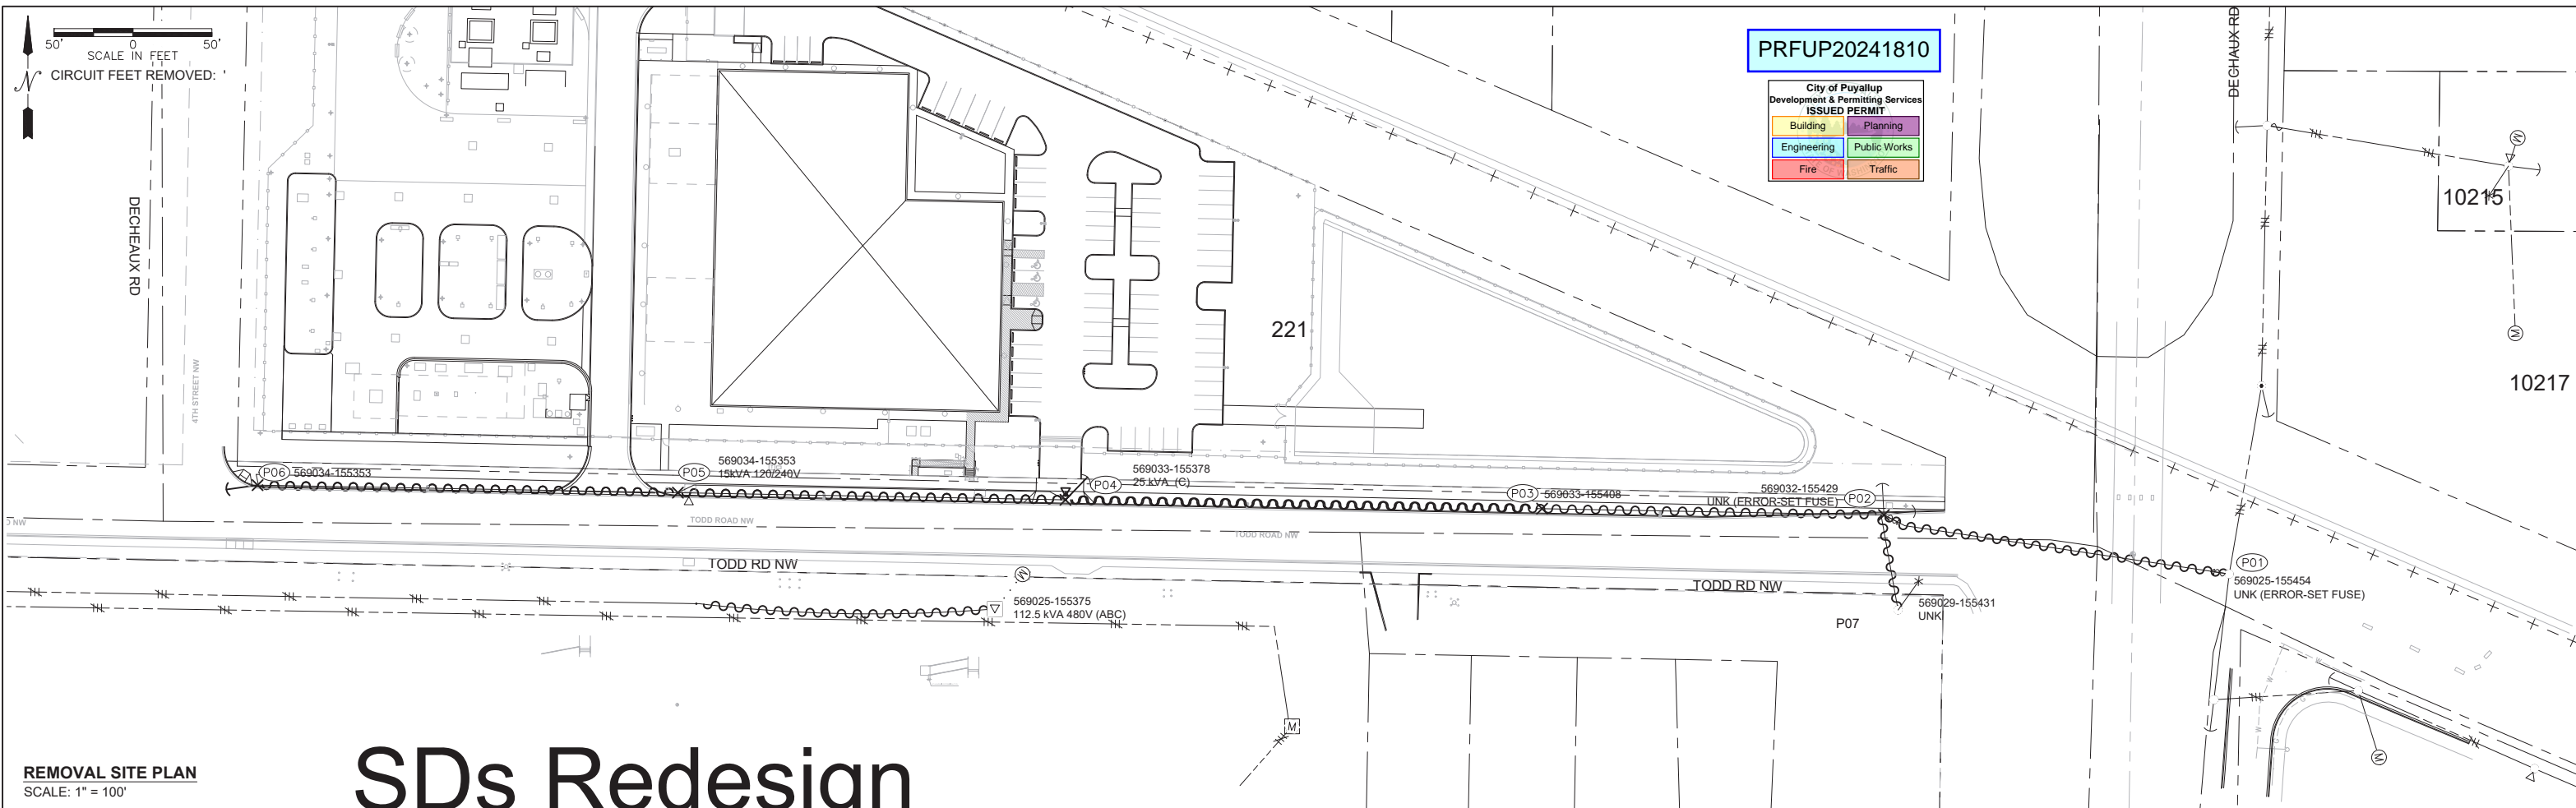 50' 0 50'
SCALE IN FEET
N
CIRCUIT FEET REMOVED: '
DECHEAUX RD
4TH STREET NW
PRFUP20241810
City of Puyallup
Development & Permitting Services
ISSUED PERMIT
Building Planning
Engineering Public Works
Fire Traffic
DECHAUX RD
M
10215
M
221
10217
P06 569034-155353
P05 569034-155353
15kVA 120/240V
P04 569033-155378
25 kVA (C)
P03 569033-155408
569032-155429
UNK (ERROR-SET FUSE) P02
TODD ROAD NW
TODD ROAD NW
TODD RD NW
TODD RD NW
P01
569025-155454
UNK (ERROR-SET FUSE)
M
569025-155375
112.5 kVA 480V (ABC)
569029-155431
UNK
P07
M
M
REMOVAL SITE PLAN
SCALE: 1" = 100'
SDs Redesign